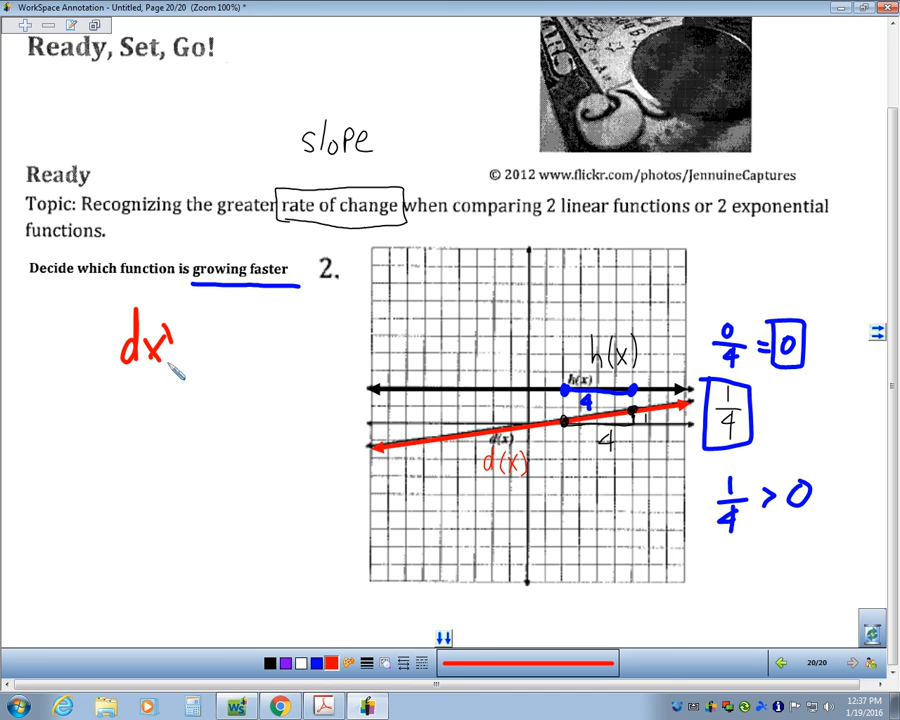 WorkSpace Annotation - Untitled, Page 20/20 (Zoom 100%) *
Ready, Set, Go!
slope
Ready
© 2012 www.flickr.com/photos/JennuineCaptures
Topic: Recognizing the greater rate of change when comparing 2 linear functions or 2 exponential
functions.
Decide which function is growing faster
2.
dx)
h(x)
h(x)
4
1
4
d(x)
d(x)
0/4 = 0
1/4
1/4 > 0
20/20
12:37 PM
1/19/2016